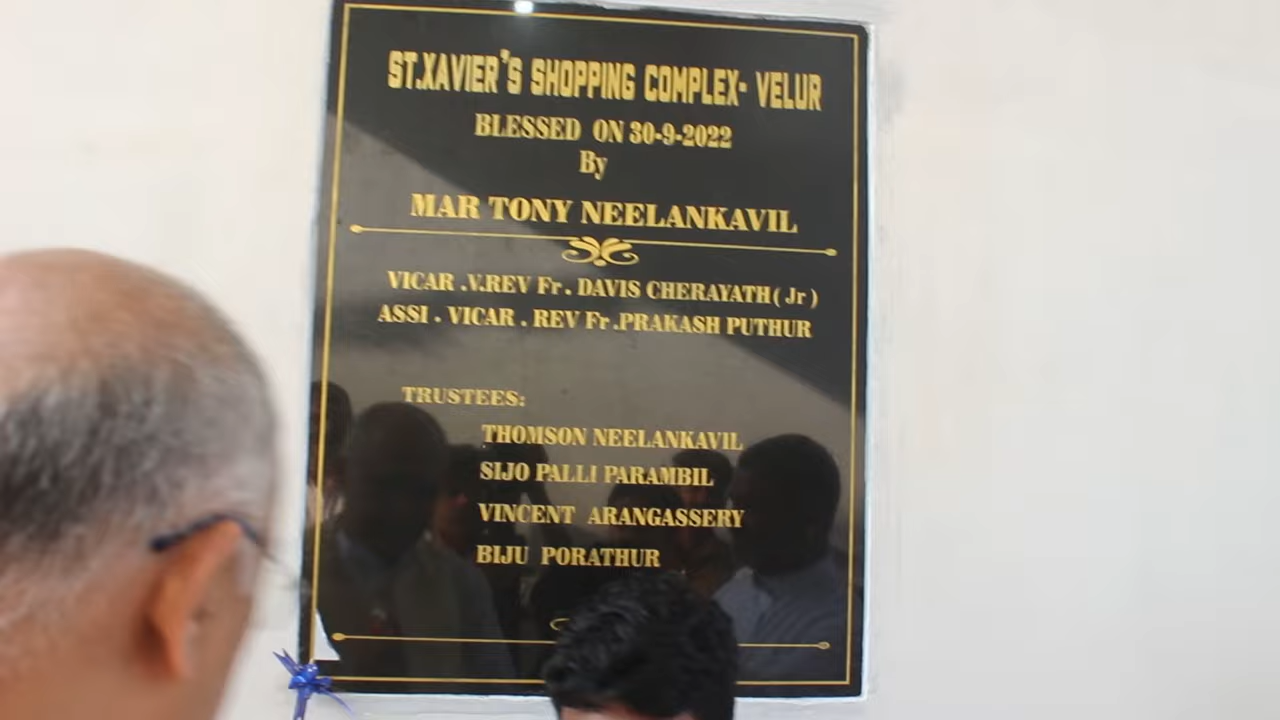 ST.XAVIER'S SHOPPING COMPLEX- VELUR
BLESSED ON 30-9-2022
By
MAR TONY NEELANKAVIL
VICAR .V.REV Fr. DAVIS CHERAYATH( Jr )
ASSI . VICAR . REV Fr .PRAKASH PUTHUR
TRUSTEES:
THOMSON NEELANKAVIL
SIJO PALLI PARAMBIL
VINCENT ARANGASSERY
BIJU PORATHUR